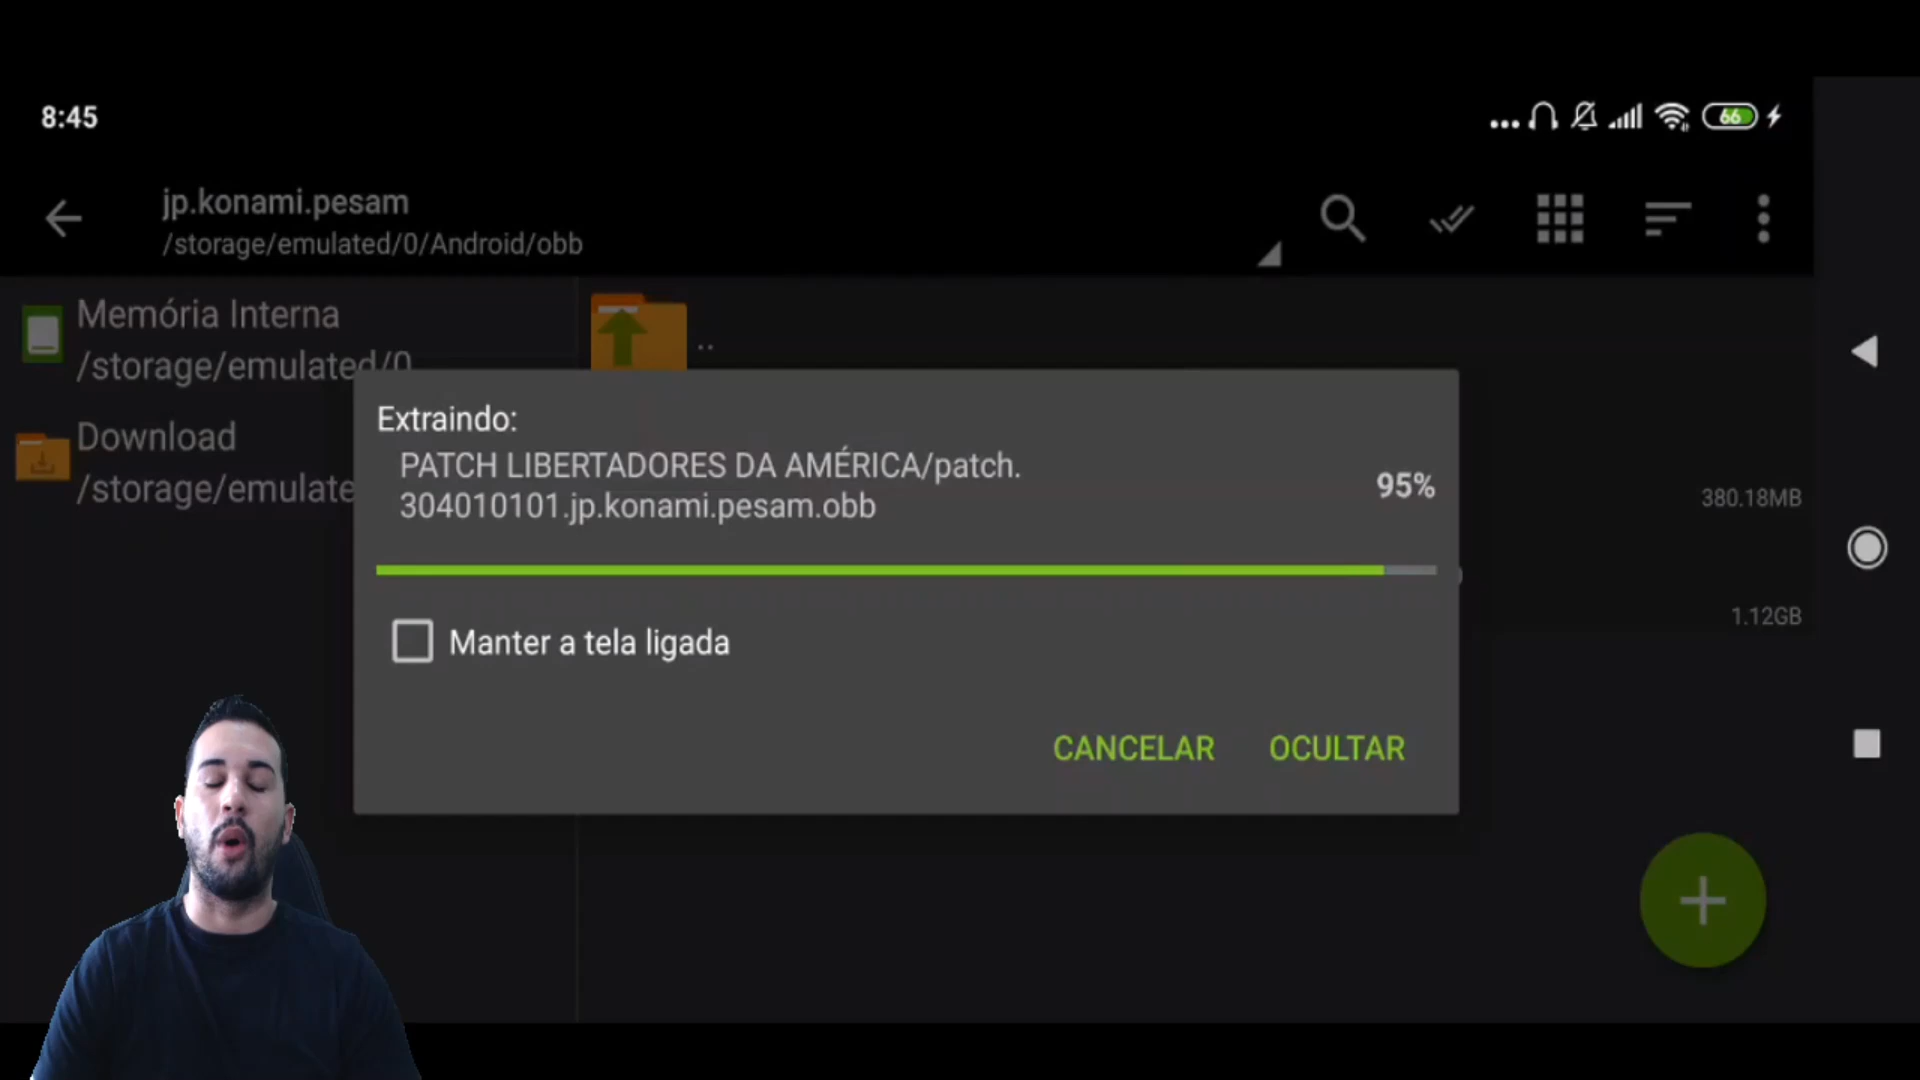 8:45
66
jp.konami.pesam
/storage/emulated/0/Android/obb
Memória Interna
/storage/emulated/0
..
Download
/storage/emulate
Extraindo:
PATCH LIBERTADORES DA AMÉRICA/patch.
304010101.jp.konami.pesam.obb
95%
380.18MB
1.12GB
Manter a tela ligada
CANCELAR
OCULTAR